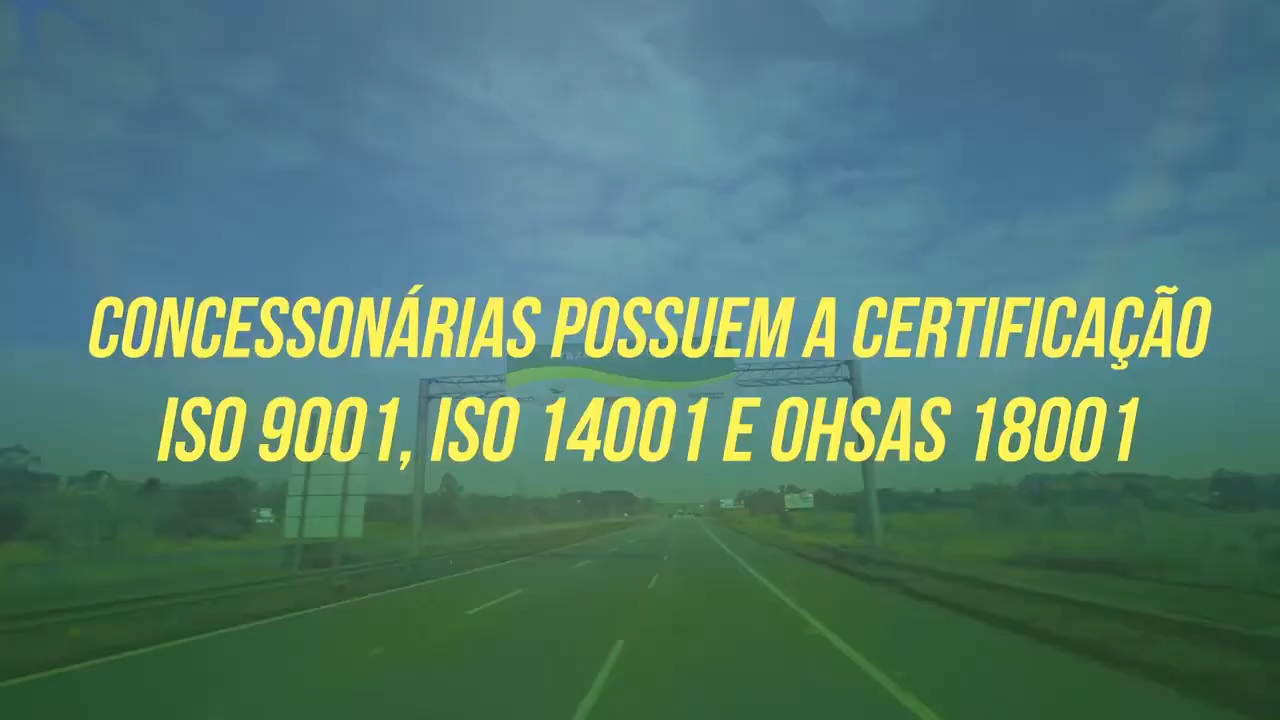 CONCESSONÁRIAS POSSUEM A CERTIFICAÇÃO
ISO 9001, ISO 14001 E OHSAS 18001